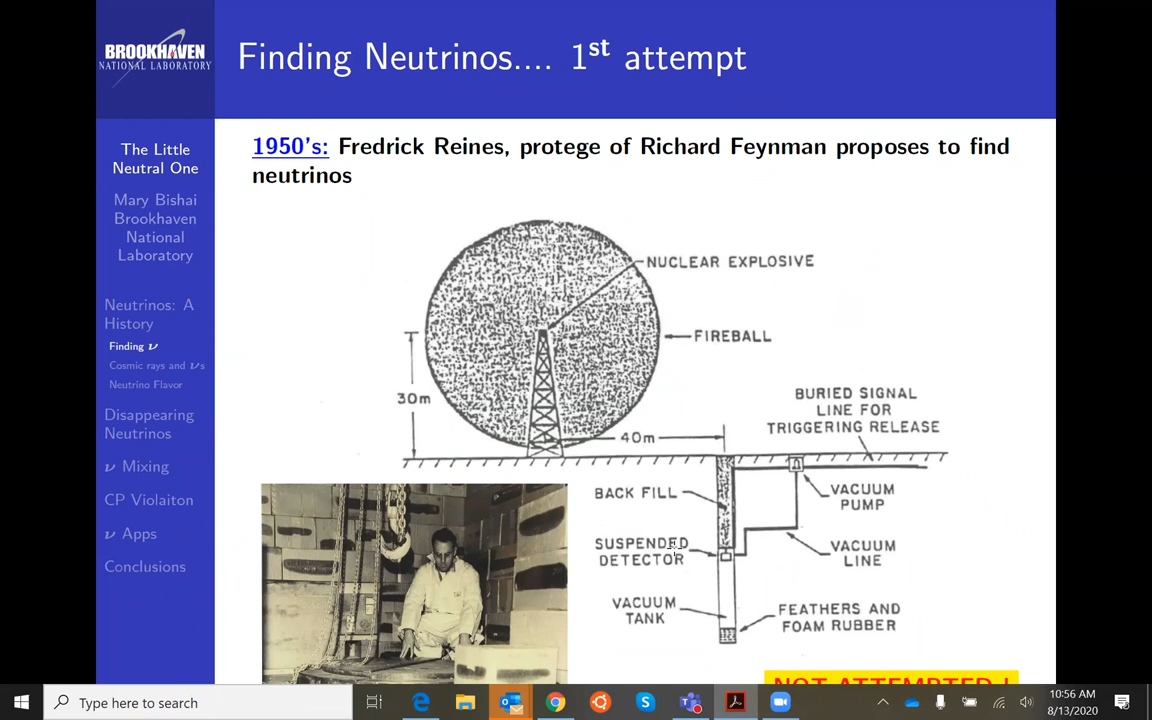 BROOKHAVEN
NATIONAL LABORATORY
Finding Neutrinos.... 1st attempt
The Little
Neutral One
Mary Bishai
Brookhaven
National
Laboratory
Neutrinos: A
History
Finding ν
Cosmic rays and νs
Neutrino Flavor
Disappearing
Neutrinos
ν Mixing
CP Violaiton
ν Apps
Conclusions
1950's: Fredrick Reines, protege of Richard Feynman proposes to find
neutrinos
NUCLEAR EXPLOSIVE
FIREBALL
30m
40m
BURIED SIGNAL
LINE FOR
TRIGGERING RELEASE
BACK FILL
VACUUM
PUMP
SUSPENDED
DETECTOR
VACUUM
LINE
VACUUM
TANK
FEATHERS AND
FOAM RUBBER
NOT ATTEMPTED !
Type here to search
10:56 AM
8/13/2020